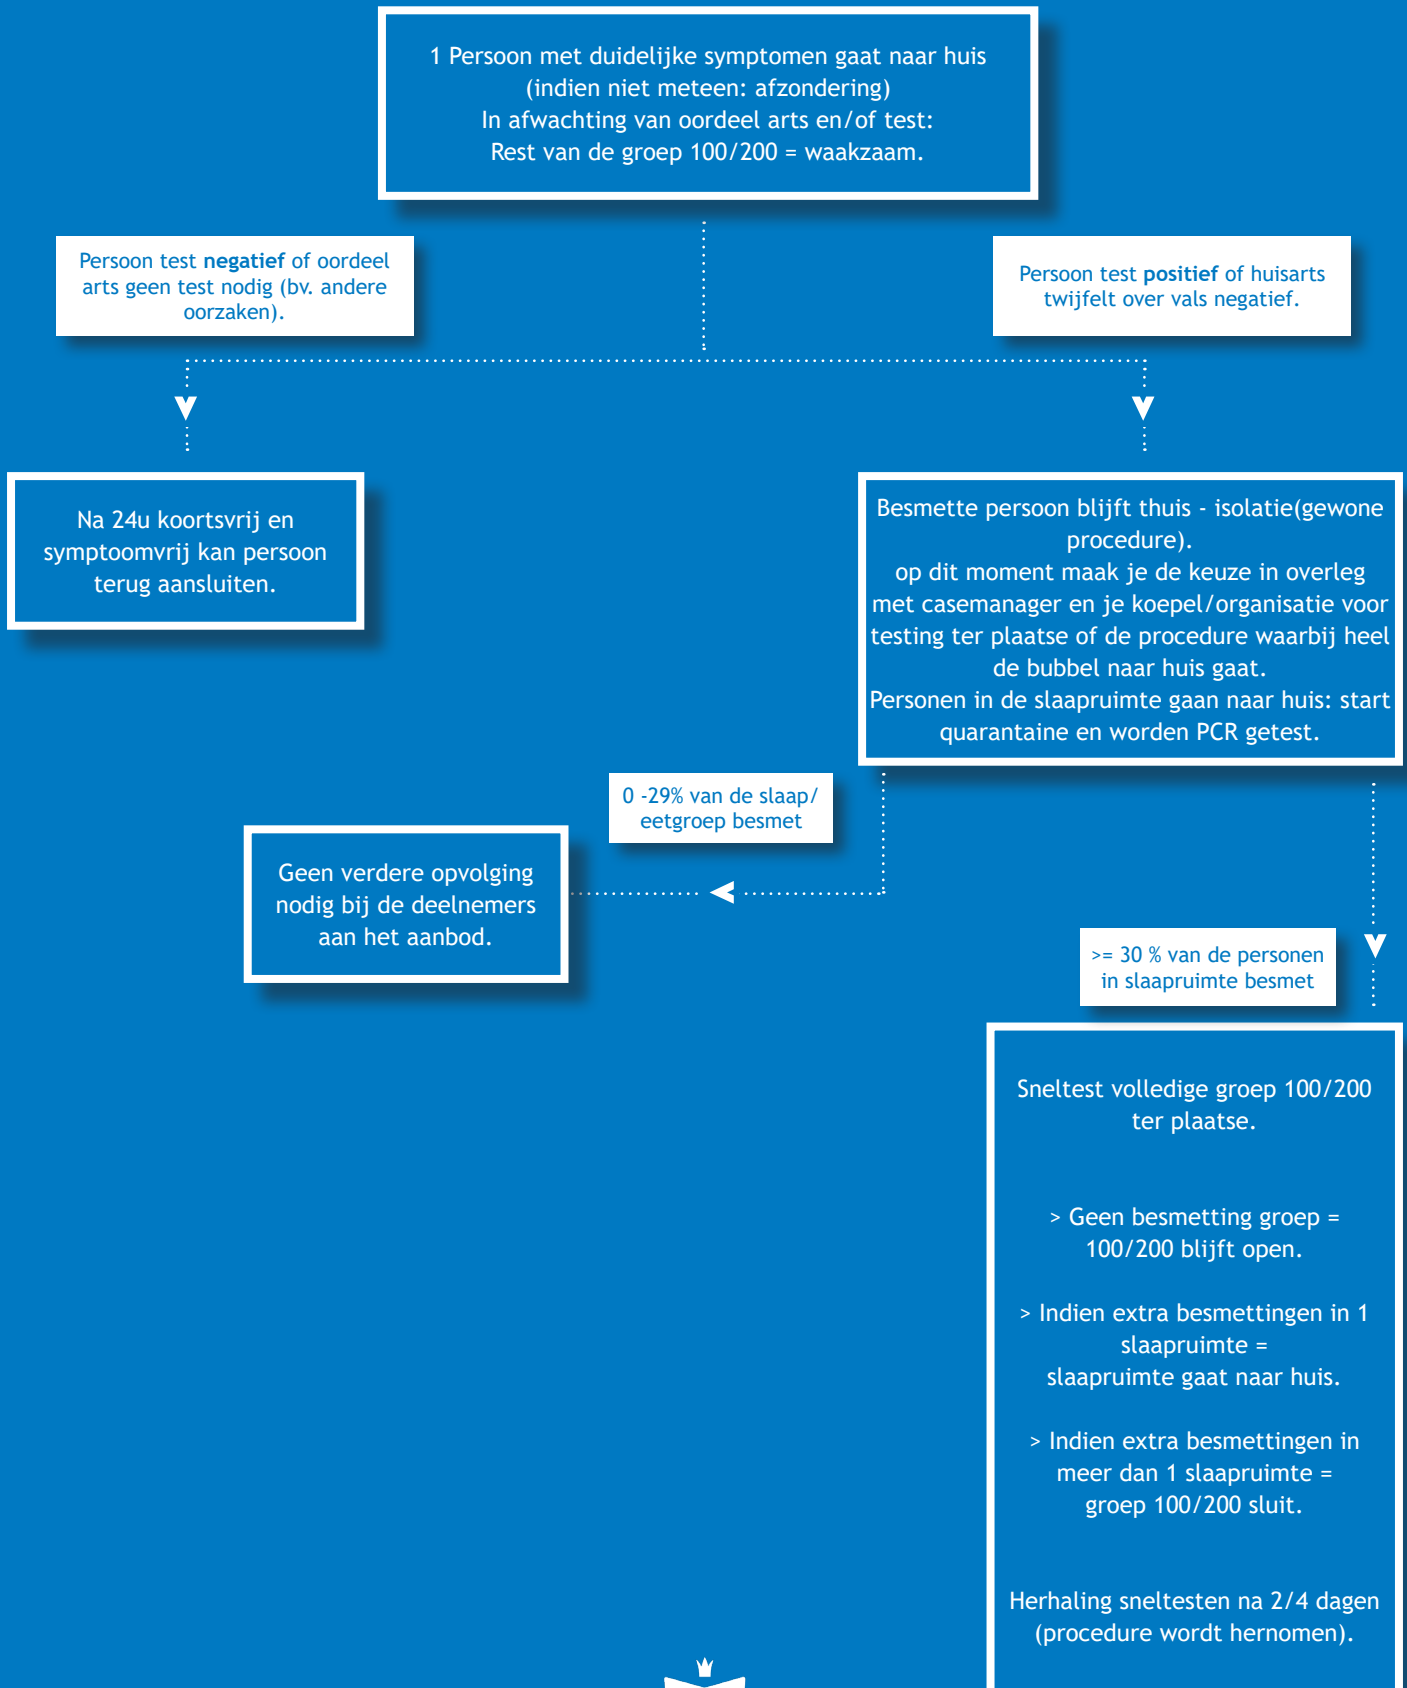 1 Persoon met duidelijke symptomen gaat naar huis
(indien niet meteen: afzondering)
In afwachting van oordeel arts en/of test:
Rest van de groep 100/200 = waakzaam.
Persoon test negatief of oordeel
arts geen test nodig (bv. andere
oorzaken).
Persoon test positief of huisarts
twijfelt over vals negatief.
Na 24u koortsvrij en
symptoomvrij kan persoon
terug aansluiten.
Besmette persoon blijft thuis - isolatie(gewone
procedure).
op dit moment maak je de keuze in overleg
met casemanager en je koepel/organisatie voor
testing ter plaatse of de procedure waarbij heel
de bubbel naar huis gaat.
Personen in de slaapruimte gaan naar huis: start
quarantaine en worden PCR getest.
0 -29% van de slaap/
eetgroep besmet
Geen verdere opvolging
nodig bij de deelnemers
aan het aanbod.
>= 30 % van de personen
in slaapruimte besmet
Sneltest volledige groep 100/200
ter plaatse.
> Geen besmetting groep =
100/200 blijft open.
> Indien extra besmettingen in 1
slaapruimte =
slaapruimte gaat naar huis.
> Indien extra besmettingen in
meer dan 1 slaapruimte =
groep 100/200 sluit.
Herhaling sneltesten na 2/4 dagen
(procedure wordt hernomen).